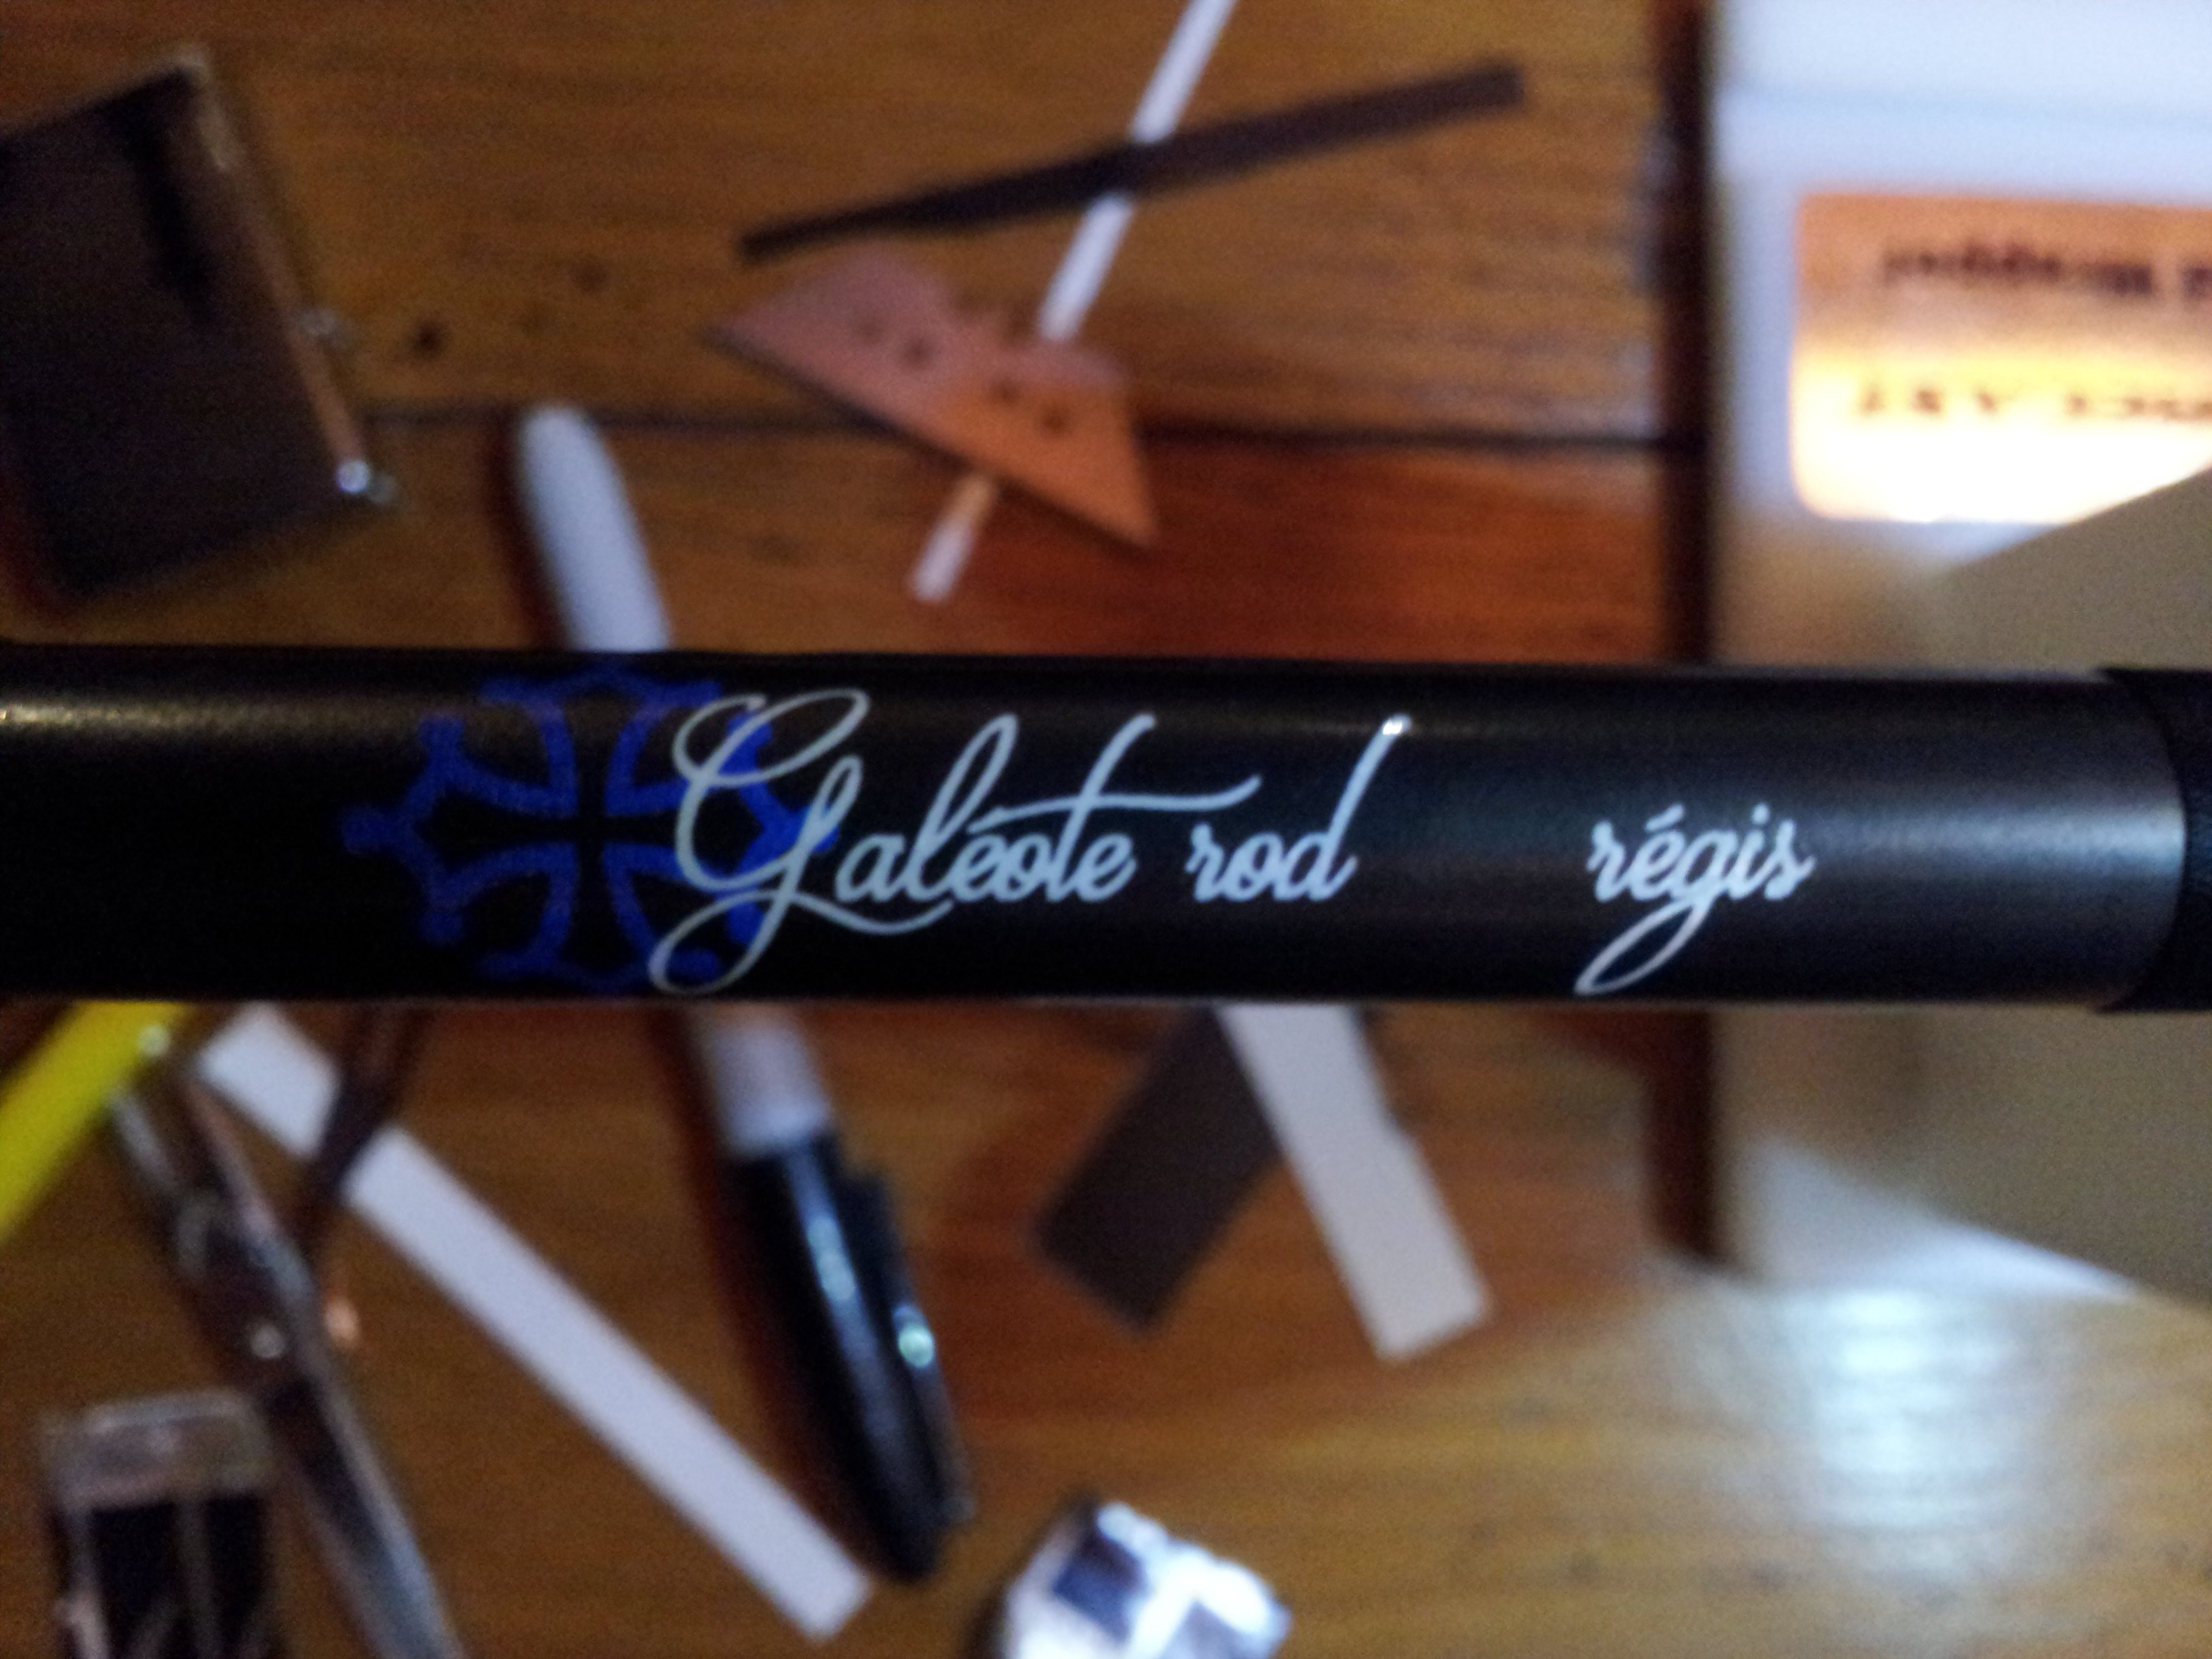 Galéote rod régis